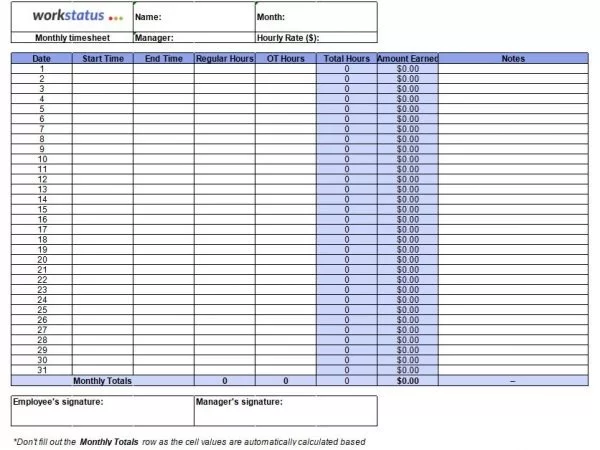 workstatus Name: Month:
Monthly timesheet Manager: Hourly Rate ($):
Date Start Time End Time Regular Hours OT Hours Total Hours Amount Earned Notes
1 0 $0.00
2 0 $0.00
3 0 $0.00
4 0 $0.00
5 0 $0.00
6 0 $0.00
7 0 $0.00
8 0 $0.00
9 0 $0.00
10 0 $0.00
11 0 $0.00
12 0 $0.00
13 0 $0.00
14 0 $0.00
15 0 $0.00
16 0 $0.00
17 0 $0.00
18 0 $0.00
19 0 $0.00
20 0 $0.00
21 0 $0.00
22 0 $0.00
23 0 $0.00
24 0 $0.00
25 0 $0.00
26 0 $0.00
27 0 $0.00
28 0 $0.00
29 0 $0.00
30 0 $0.00
31 0 $0.00
Monthly Totals 0 0 0 $0.00 –
Employee's signature: Manager's signature:
*Don't fill out the Monthly Totals row as the cell values are automatically calculated based